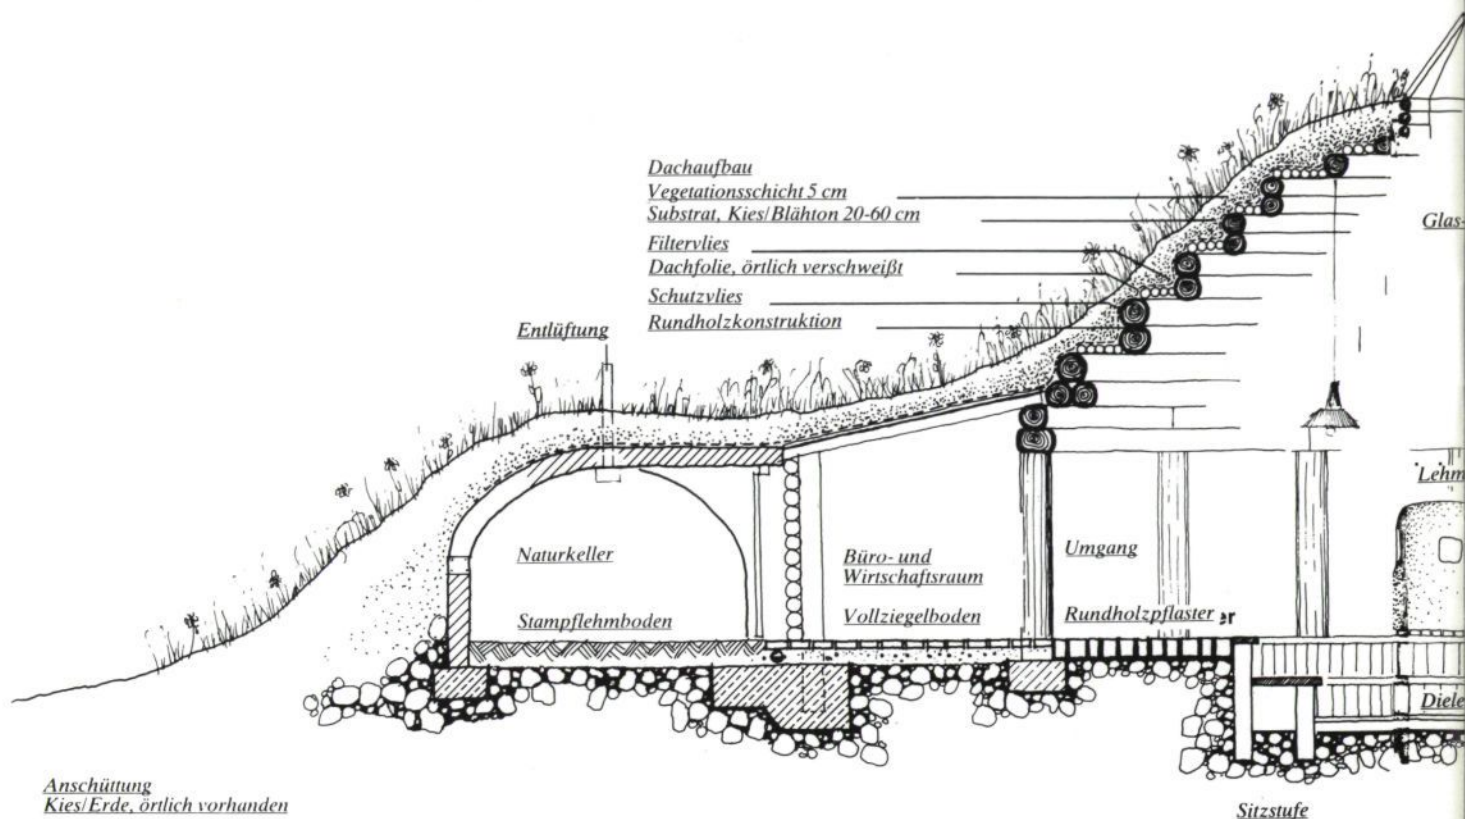 Dachaufbau
Vegetationsschicht 5 cm
Substrat, Kies/Blähton 20-60 cm
Filtervlies
Dachfolie, örtlich verschweißt
Schutzvlies
Rundholzkonstruktion
Entlüftung
Glas-
Lehm
Naturkeller
Büro- und
Wirtschaftsraum
Umgang
Stampflehmboden
Vollziegelboden
Rundholzpflaster er
Diele
Anschüttung
Kies/Erde, örtlich vorhanden
Sitzstufe